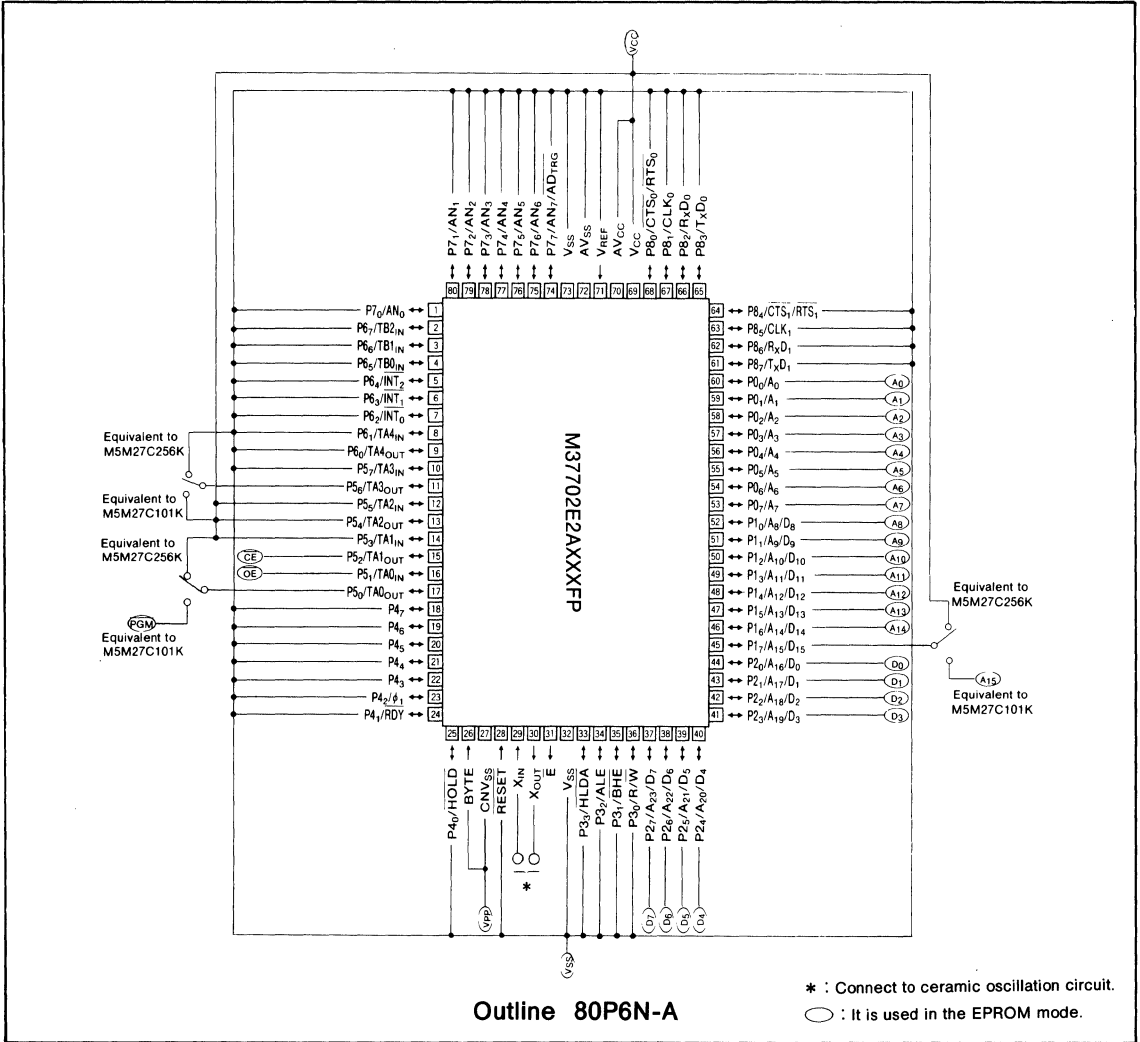 VCC
P7₁/AN₁
P7₂/AN₂
P7₃/AN₃
P7₄/AN₄
P7₅/AN₅
P7₆/AN₆
P7₇/AN₇/AD̅T̅R̅G̅
VSS
AVSS
VREF
AVCC
VCC
P8₀/C̅T̅S̅₀/R̅T̅S̅₀
P8₁/CLK₀
P8₂/RXD₀
P8₃/TXD₀
80 79 78 77 76 75 74 73 72 71 70 69 68 67 66 65
P7₀/AN₀ 1
P6₇/TB2IN 2
P6₆/TB1IN 3
P6₅/TB0IN 4
P6₄/I̅N̅T̅₂ 5
P6₃/I̅N̅T̅₁ 6
P6₂/I̅N̅T̅₀ 7
P6₁/TA4IN 8
P6₀/TA4OUT 9
P5₇/TA3IN 10
P5₆/TA3OUT 11
P5₅/TA2IN 12
P5₄/TA2OUT 13
P5₃/TA1IN 14
CE P5₂/TA1OUT 15
OE P5₁/TA0IN 16
P5₀/TA0OUT 17
P4₇ 18
P4₆ 19
P4₅ 20
P4₄ 21
P4₃ 22
P4₂/ϕ₁ 23
P4₁/R̅D̅Y̅ 24
Equivalent to
M5M27C256K
Equivalent to
M5M27C101K
Equivalent to
M5M27C256K
PGM
Equivalent to
M5M27C101K
M37702E2AXXXFP
64 P8₄/C̅T̅S̅₁/R̅T̅S̅₁
63 P8₅/CLK₁
62 P8₆/RXD₁
61 P8₇/TXD₁
60 P0₀/A₀ A0
59 P0₁/A₁ A1
58 P0₂/A₂ A2
57 P0₃/A₃ A3
56 P0₄/A₄ A4
55 P0₅/A₅ A5
54 P0₆/A₆ A6
53 P0₇/A₇ A7
52 P1₀/A₈/D₈ A8
51 P1₁/A₉/D₉ A9
50 P1₂/A₁₀/D₁₀ A10
49 P1₃/A₁₁/D₁₁ A11
48 P1₄/A₁₂/D₁₂ A12
47 P1₅/A₁₃/D₁₃ A13
46 P1₆/A₁₄/D₁₄ A14
45 P1₇/A₁₅/D₁₅
44 P2₀/A₁₆/D₀ D0
43 P2₁/A₁₇/D₁ D1
42 P2₂/A₁₈/D₂ D2
41 P2₃/A₁₉/D₃ D3
Equivalent to
M5M27C256K
A15
Equivalent to
M5M27C101K
25 26 27 28 29 30 31 32 33 34 35 36 37 38 39 40
P4₀/H̅O̅L̅D̅
BYTE
CNVSS
R̅E̅S̅E̅T̅
XIN
XOUT
E̅
VSS
P3₃/H̅L̅D̅A̅
P3₂/ALE
P3₁/B̅H̅E̅
P3₀/R/W̅
P2₇/A₂₃/D₇
P2₆/A₂₂/D₆
P2₅/A₂₁/D₅
P2₄/A₂₀/D₄
*
VPP
D7
D6
D5
D4
VSS
Outline 80P6N-A
* : Connect to ceramic oscillation circuit.
: It is used in the EPROM mode.